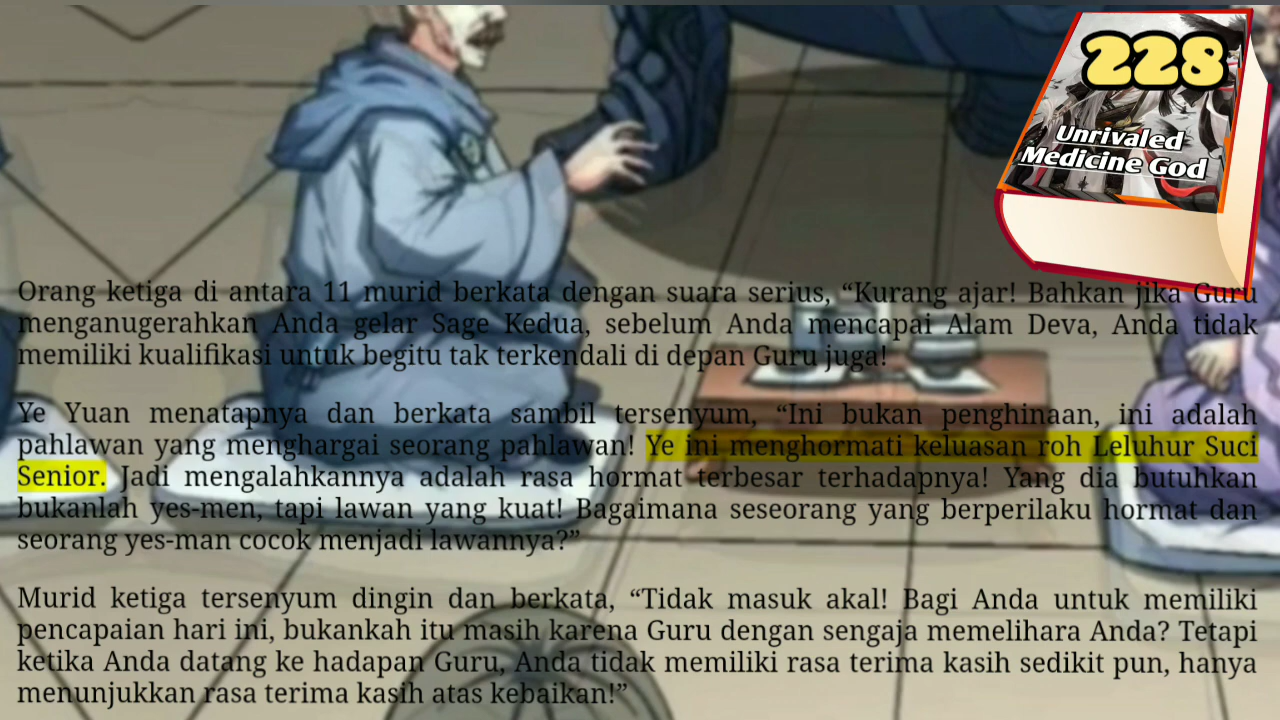 228
Unrivaled
Medicine God
Orang ketiga di antara 11 murid berkata dengan suara serius, “Kurang ajar! Bahkan jika Guru
menganugerahkan Anda gelar Sage Kedua, sebelum Anda mencapai Alam Deva, Anda tidak
memiliki kualifikasi untuk begitu tak terkendali di depan Guru juga!
Ye Yuan menatapnya dan berkata sambil tersenyum, “Ini bukan penghinaan, ini adalah
pahlawan yang menghargai seorang pahlawan! Ye ini menghormati keluasan roh Leluhur Suci
Senior. Jadi mengalahkannya adalah rasa hormat terbesar terhadapnya! Yang dia butuhkan
bukanlah yes-men, tapi lawan yang kuat! Bagaimana seseorang yang berperilaku hormat dan
seorang yes-man cocok menjadi lawannya?”
Murid ketiga tersenyum dingin dan berkata, “Tidak masuk akal! Bagi Anda untuk memiliki
pencapaian hari ini, bukankah itu masih karena Guru dengan sengaja memelihara Anda? Tetapi
ketika Anda datang ke hadapan Guru, Anda tidak memiliki rasa terima kasih sedikit pun, hanya
menunjukkan rasa terima kasih atas kebaikan!”